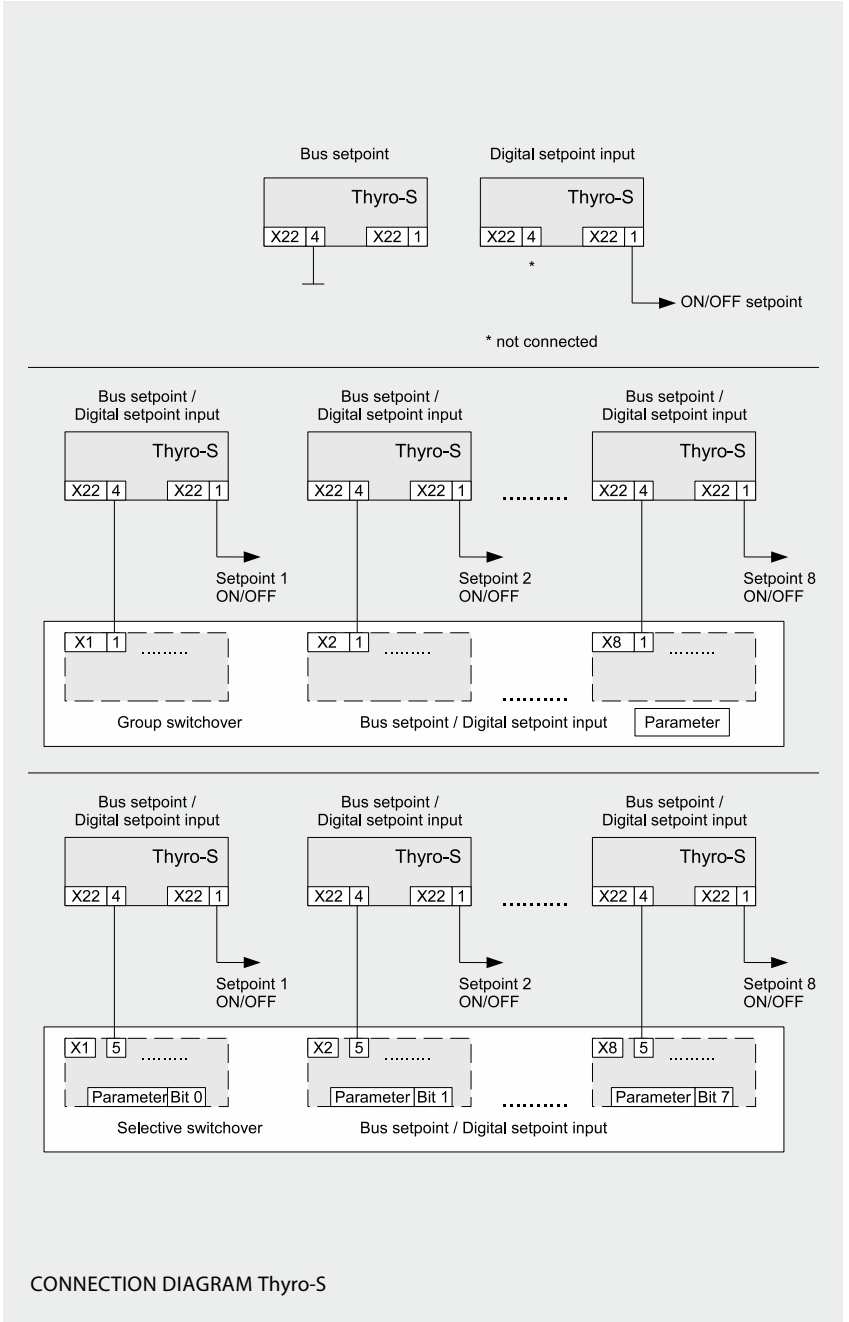 Bus setpoint Digital setpoint input
Thyro-S Thyro-S
X22 4 X22 1 X22 4 X22 1
*
ON/OFF setpoint
* not connected
Bus setpoint / Bus setpoint / Bus setpoint /
Digital setpoint input Digital setpoint input Digital setpoint input
Thyro-S Thyro-S Thyro-S
X22 4 X22 1 X22 4 X22 1 .......... X22 4 X22 1
Setpoint 1 Setpoint 2 Setpoint 8
ON/OFF ON/OFF ON/OFF
X1 1 ......... X2 1 ......... X8 1 .........
..........
Group switchover Bus setpoint / Digital setpoint input Parameter
Bus setpoint / Bus setpoint / Bus setpoint /
Digital setpoint input Digital setpoint input Digital setpoint input
Thyro-S Thyro-S Thyro-S
X22 4 X22 1 X22 4 X22 1 .......... X22 4 X22 1
Setpoint 1 Setpoint 2 Setpoint 8
ON/OFF ON/OFF ON/OFF
X1 5 ......... X2 5 ......... X8 5 .........
Parameter Bit 0 Parameter Bit 1 .......... Parameter Bit 7
Selective switchover Bus setpoint / Digital setpoint input
CONNECTION DIAGRAM Thyro-S